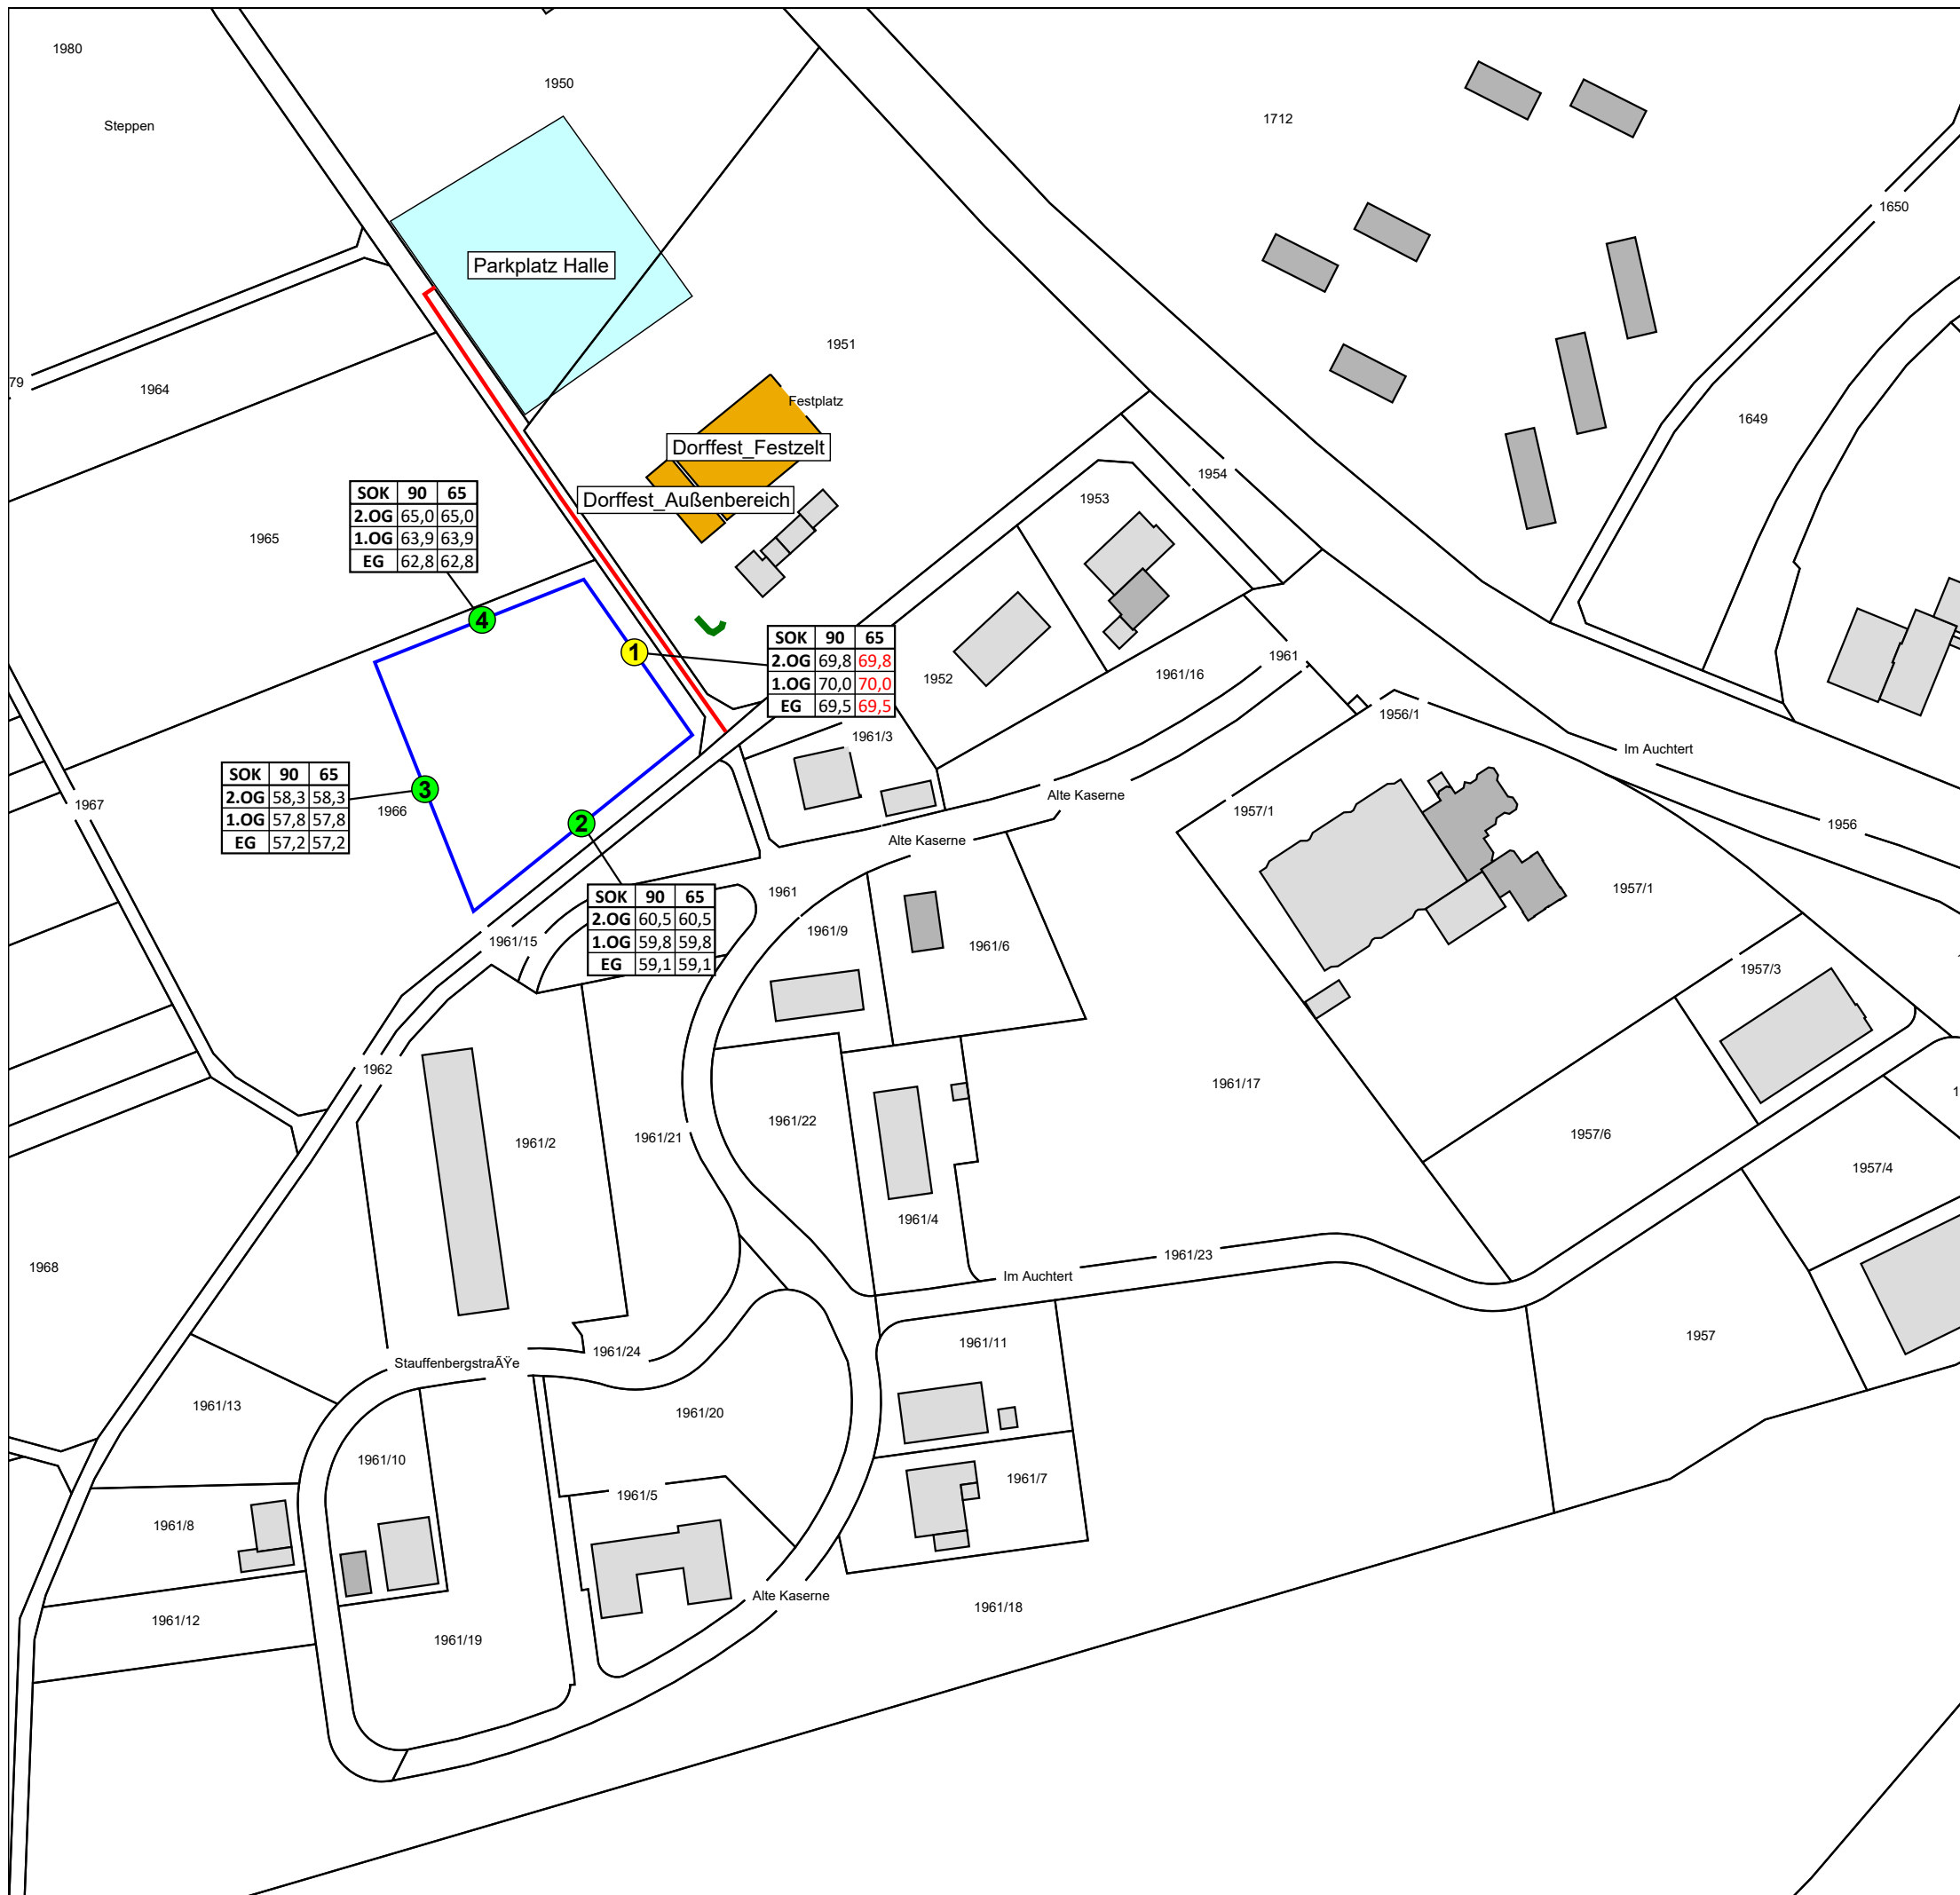 1980
1950
Steppen
1712
1650
Parkplatz Halle
1951
79
1964
Festplatz
1649
Dorffest_Festzelt
1954
Dorffest_Außenbereich
1953
1965
SOK 90 65
2.OG 65,0 65,0
1.OG 63,9 63,9
EG 62,8 62,8
4
1
SOK 90 65
2.OG 69,8 69,8
1.OG 70,0 70,0
EG 69,5 69,5
1952
1961/16
1961
1956/1
1961/3
Im Auchtert
SOK 90 65
2.OG 58,3 58,3
1.OG 57,8 57,8
EG 57,2 57,2
3
1967
1966
2
Alte Kaserne
1957/1
1956
Alte Kaserne
SOK 90 65
2.OG 60,5 60,5
1.OG 59,8 59,8
EG 59,1 59,1
1961
1957/1
1961/9
1961/15
1961/6
1957/3
1962
1961/17
1
1961/22
1961/2
1961/21
1957/6
1957/4
1961/4
1968
1961/23
Im Auchtert
1957
1961/11
1961/24
StauffenbergstraÃŸe
1961/13
1961/20
1961/10
1961/7
1961/5
1961/8
Alte Kaserne
1961/18
1961/12
1961/19